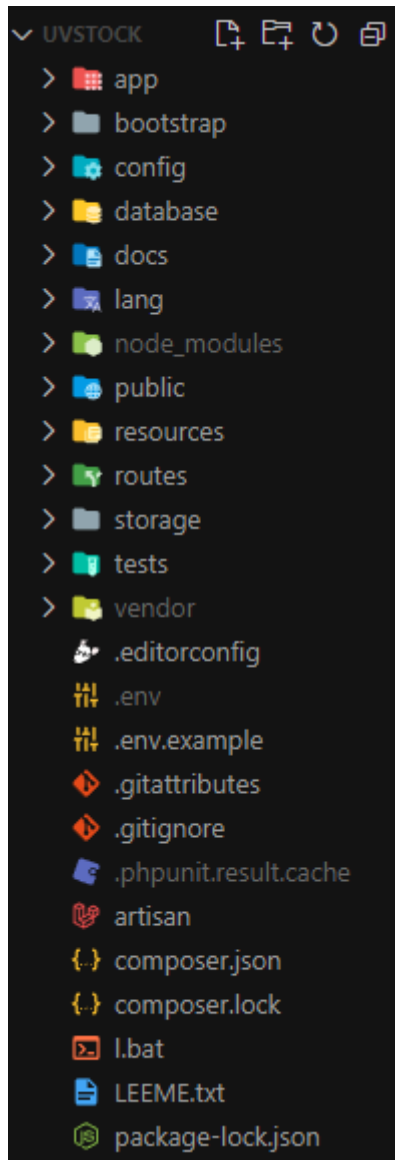 UVSTOCK
app
bootstrap
config
database
docs
lang
node_modules
public
resources
routes
storage
tests
vendor
.editorconfig
.env
.env.example
.gitattributes
.gitignore
.phpunit.result.cache
artisan
composer.json
composer.lock
l.bat
LEEME.txt
package-lock.json